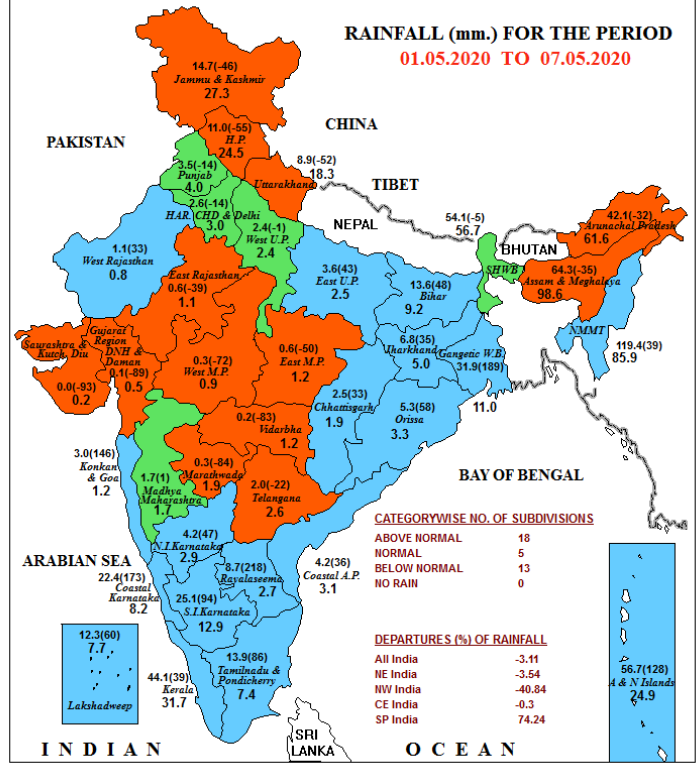 RAINFALL (mm.) FOR THE PERIOD
01.05.2020 TO 07.05.2020
14.7(-46)
Jammu & Kashmir
27.3
CHINA
11.0(-55)
H.P.
24.5
PAKISTAN
8.9(-52)
18.3
Uttarakhand
3.5(-14)
Punjab
4.0
TIBET
2.6(-14)
HAR. CHD & Delhi
3.0
2.4(-1)
West U.P.
2.4
NEPAL
54.1(-5)
56.7
SHWB
BHUTAN
42.1(-32)
Arunachal Pradesh
61.6
1.1(33)
West Rajasthan
0.8
East Rajasthan
0.6(-39)
1.1
3.6(43)
East U.P.
2.5
13.6(48)
Bihar
9.2
64.3(-35)
Assam & Meghalaya
98.6
NMMT
119.4(39)
85.9
Saurashtra &
Kutch, Diu
0.0(-93)
0.2
Gujarat
Region
DNH &
Daman
0.1(-89)
0.5
0.3(-72)
West M.P.
0.9
0.6(-50)
East M.P.
1.2
6.8(35)
Jharkhand
5.0
Gangetic W.B.
31.9(189)
11.0
2.5(33)
Chhattisgarh
1.9
5.3(58)
Orissa
3.3
0.2(-83)
Vidarbha
1.2
3.0(146)
Konkan
& Goa
1.2
1.7(1)
Madhya
Maharashtra
1.7
0.3(-84)
Marathwada
1.9
2.0(-22)
Telangana
2.6
BAY OF BENGAL
ARABIAN SEA
4.2(47)
N.I.Karnataka
2.9
8.7(218)
Rayalaseema
2.7
4.2(36)
Coastal A.P.
3.1
22.4(173)
Coastal
Karnataka
8.2
25.1(94)
S.I.Karnataka
12.9
13.9(86)
Tamilnadu &
Pondicherry
7.4
44.1(39)
Kerala
31.7
12.3(60)
7.7
Lakshadweep
CATEGORYWISE NO. OF SUBDIVISIONS
ABOVE NORMAL 18
NORMAL 5
BELOW NORMAL 13
NO RAIN 0
DEPARTURES (%) OF RAINFALL
All India -3.11
NE India -3.54
NW India -40.84
CE India -0.3
SP India 74.24
56.7(128)
A & N Islands
24.9
SRI
LANKA
INDIAN OCEAN